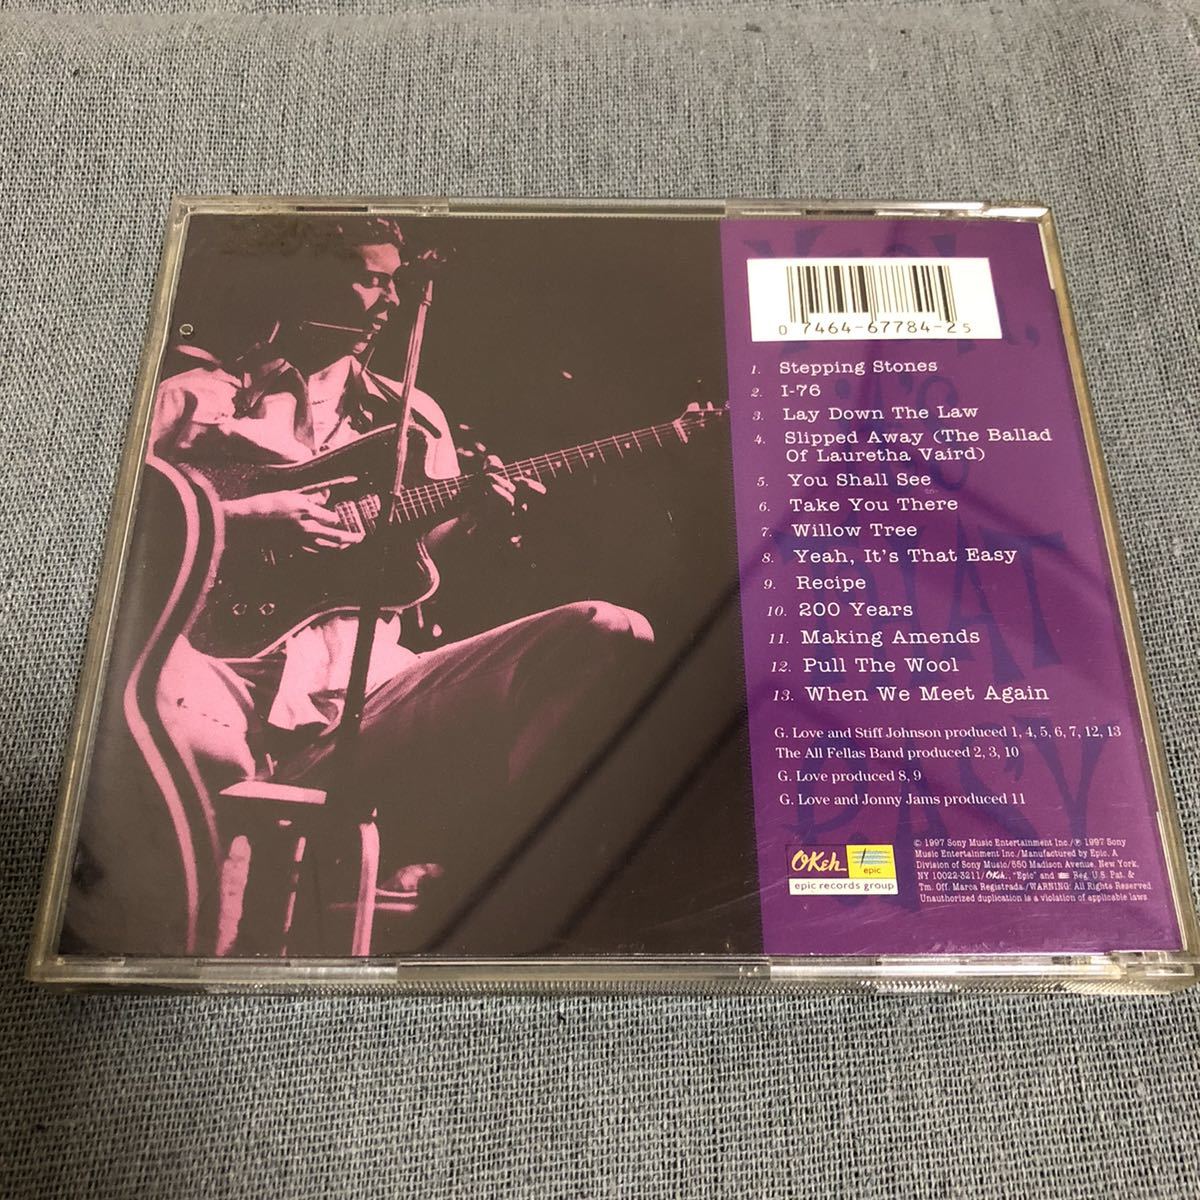 YEAH,
IT'S
THAT
EASY
0 7464-67784-2 5
1. Stepping Stones
2. I-76
3. Lay Down The Law
4. Slipped Away (The Ballad
Of Lauretha Vaird)
5. You Shall See
6. Take You There
7. Willow Tree
8. Yeah, It's That Easy
9. Recipe
10. 200 Years
11. Making Amends
12. Pull The Wool
13. When We Meet Again
G. Love and Stiff Johnson produced 1, 4, 5, 6, 7, 12, 13
The All Fellas Band produced 2, 3, 10
G. Love produced 8, 9
G. Love and Jonny Jams produced 11
OKeh epic
epic records group
© 1997 Sony Music Entertainment Inc./℗ 1997 Sony
Music Entertainment Inc./Manufactured by Epic. A
Division of Sony Music/550 Madison Avenue, New York,
NY 10022-3211/OKeh, "Epic" and Reg. U.S. Pat. &
Tm. Off. Marca Registrada./WARNING: All Rights Reserved.
Unauthorized duplication is a violation of applicable laws.